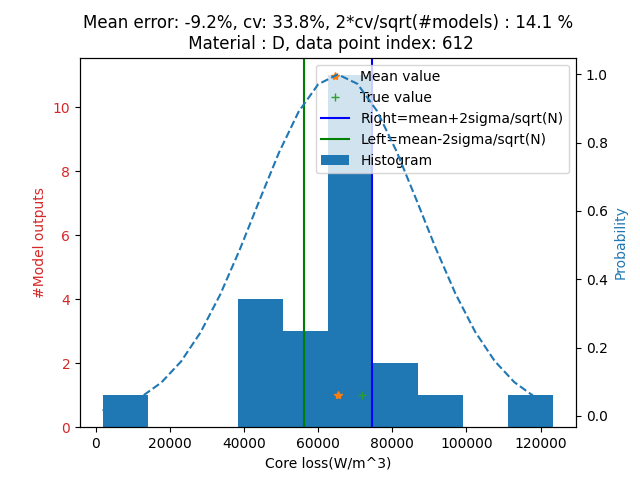 Mean error: -9.2%, cv: 33.8%, 2*cv/sqrt(#models) : 14.1 %
Material : D, data point index: 612
Mean value
True value
Right=mean+2sigma/sqrt(N)
Left=mean-2sigma/sqrt(N)
Histogram
#Model outputs
10
8
6
4
2
0
1.0
0.8
0.6
0.4
0.2
0.0
Probability
0 20000 40000 60000 80000 100000 120000
Core loss(W/m^3)